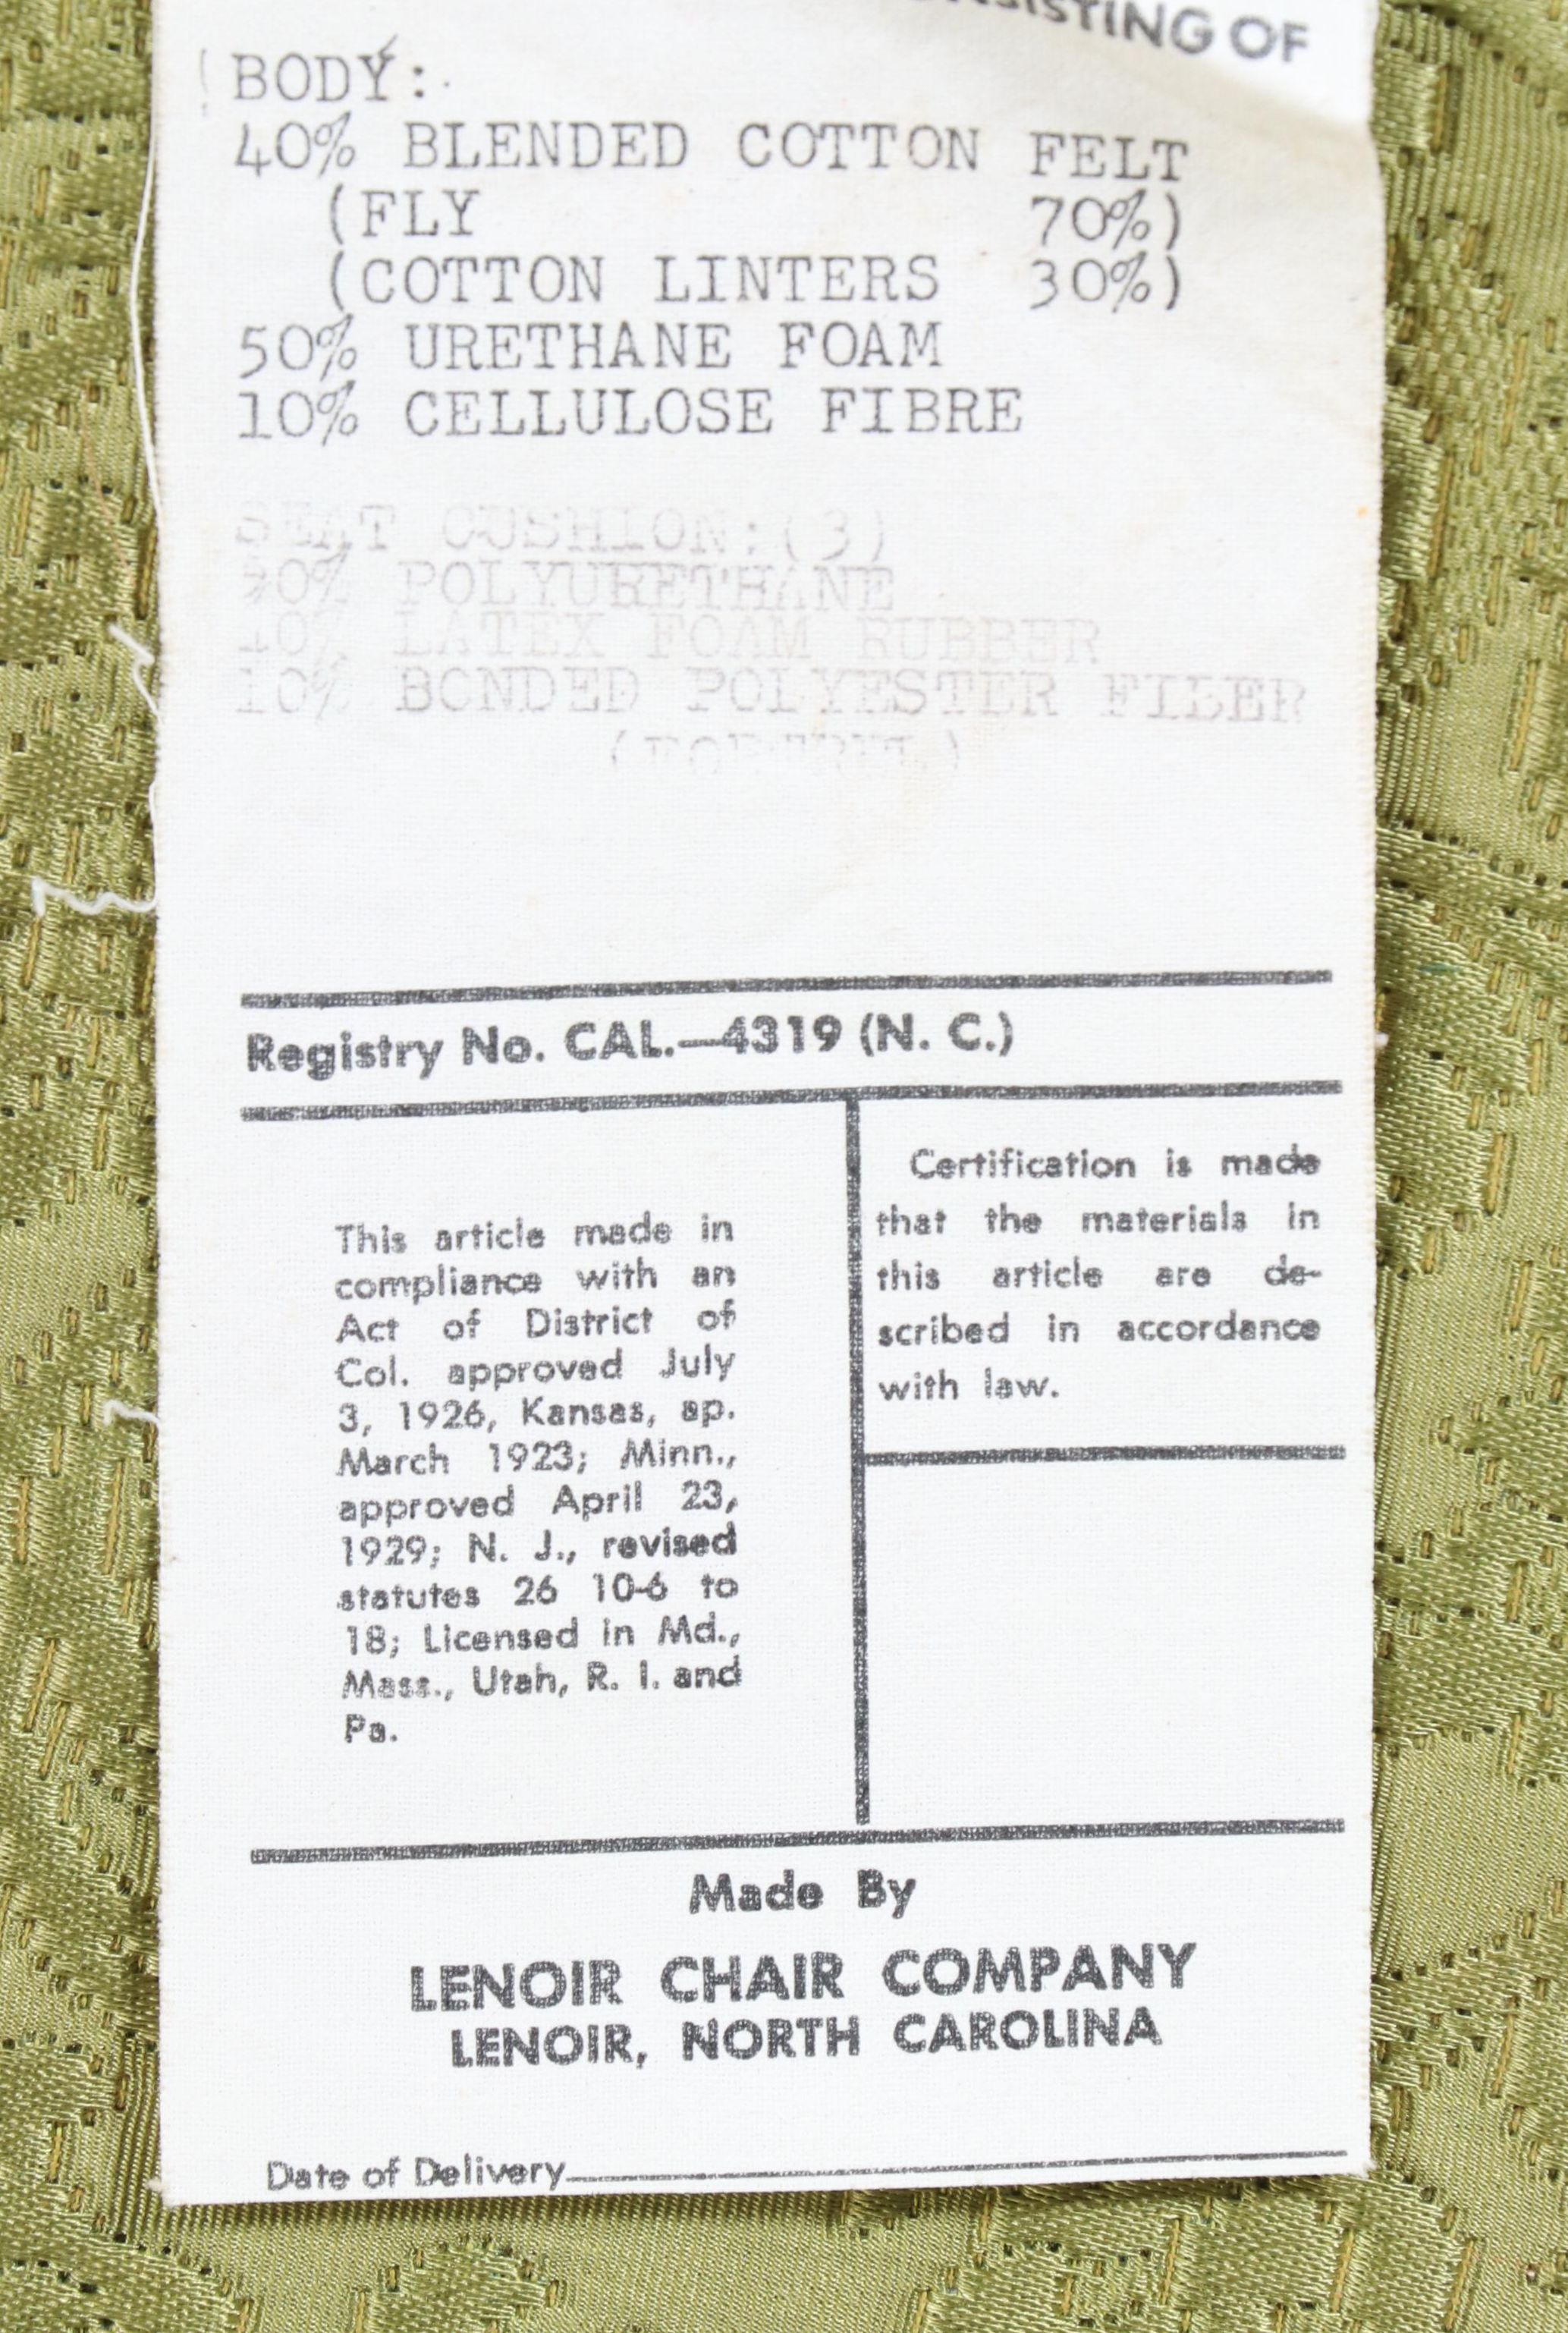 OF
BODY:
40% BLENDED COTTON FELT
(FLY 70%)
(COTTON LINTERS 30%)
50% URETHANE FOAM
10% CELLULOSE FIBRE
SEAT CUSHION:(3)
POLYURETHANE
LATEX FOAM RUBBER
10% BONDED POLYESTER FIBER
Registry No. CAL.—4319 (N. C.)
This article made in
compliance with an
Act of District of
Col. approved July
3, 1926, Kansas, ap.
March 1923; Minn.,
approved April 23,
1929; N. J., revised
statutes 26 10-6 to
18; Licensed in Md.,
Mass., Utah, R. I. and
Pa.
Certification is made
that the materials in
this article are de-
scribed in accordance
with law.
Made By
LENOIR CHAIR COMPANY
LENOIR, NORTH CAROLINA
Date of Delivery